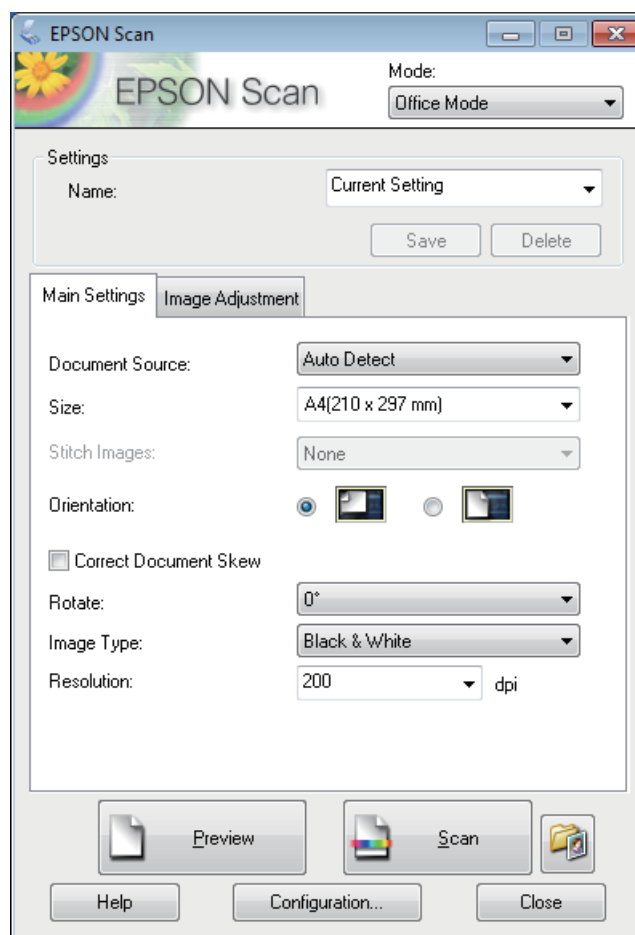 EPSON Scan
EPSON Scan
Mode:
Office Mode
Settings
Name:
Current Setting
Save
Delete
Main Settings
Image Adjustment
Document Source:
Auto Detect
Size:
A4(210 x 297 mm)
Stitch Images:
None
Orientation:
Correct Document Skew
Rotate:
0°
Image Type:
Black & White
Resolution:
200
dpi
Preview
Scan
Help
Configuration...
Close